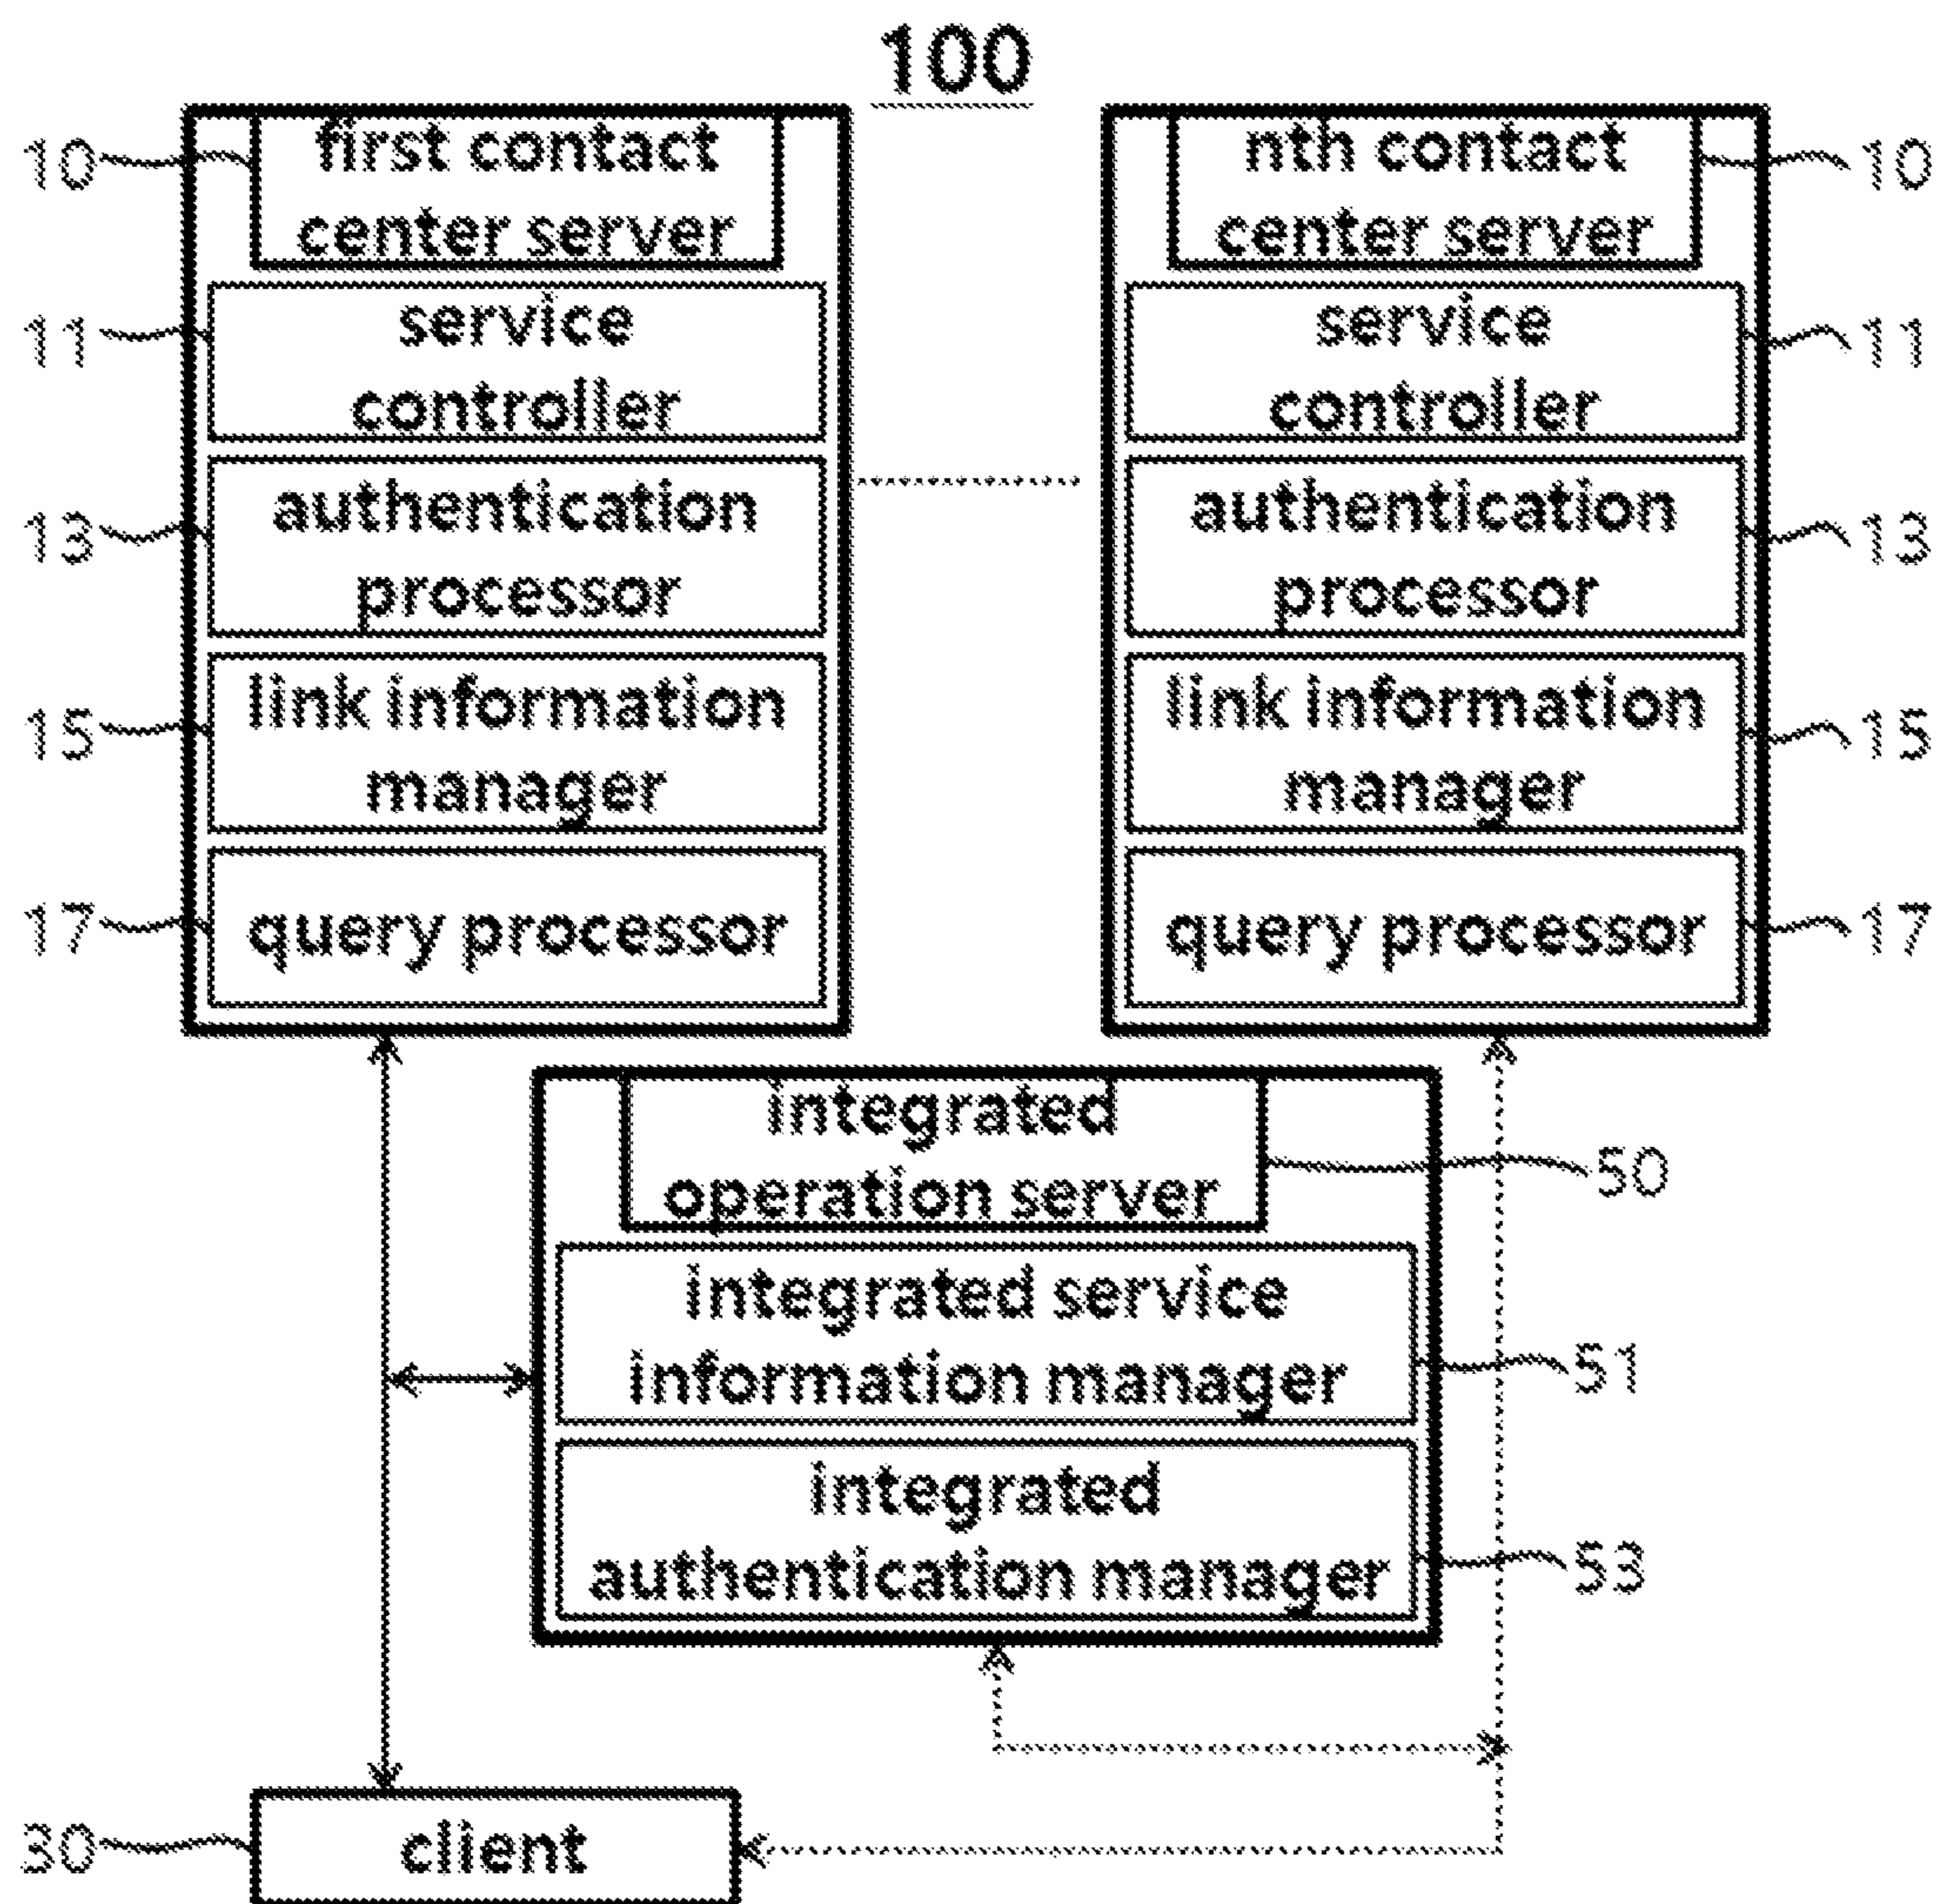 100
10
first contact
center server
11
service
controller
13
authentication
processor
15
link information
manager
17
query processor
nth contact
center server
10
service
controller
11
authentication
processor
13
link information
manager
15
query processor
17
integrated
operation server
50
integrated service
information manager
51
integrated
authentication manager
53
30
client